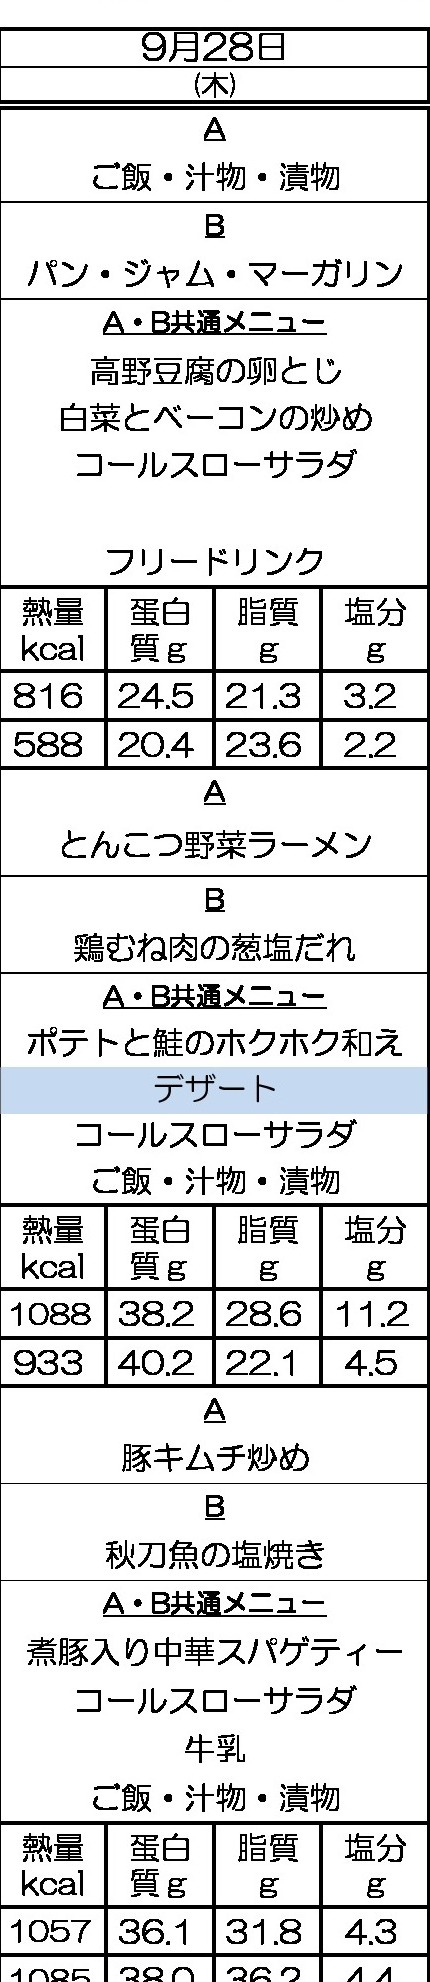 9月28日
(木)
A
ご飯・汁物・漬物
B
パン・ジャム・マーガリン
A・B共通メニュー
高野豆腐の卵とじ
白菜とベーコンの炒め
コールスローサラダ
フリードリンク
熱量 蛋白 脂質 塩分
kcal 質g g g
816 24.5 21.3 3.2
588 20.4 23.6 2.2
A
とんこつ野菜ラーメン
B
鶏むね肉の葱塩だれ
A・B共通メニュー
ポテトと鮭のホクホク和え
デザート
コールスローサラダ
ご飯・汁物・漬物
熱量 蛋白 脂質 塩分
kcal 質g g g
1088 38.2 28.6 11.2
933 40.2 22.1 4.5
A
豚キムチ炒め
B
秋刀魚の塩焼き
A・B共通メニュー
煮豚入り中華スパゲティー
コールスローサラダ
牛乳
ご飯・汁物・漬物
熱量 蛋白 脂質 塩分
kcal 質g g g
1057 36.1 31.8 4.3
1085 38.0 36.2 4.4